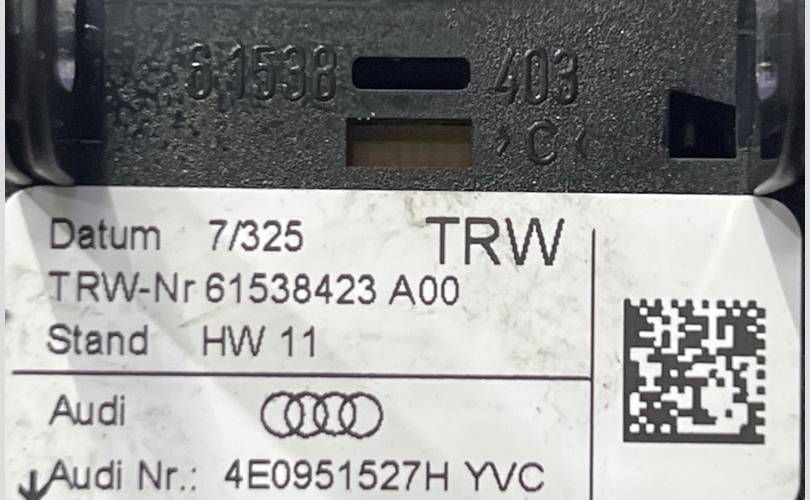 61538 403
>C<
Datum 7/325 TRW
TRW-Nr 61538423 A00
Stand HW 11
Audi
Audi Nr.: 4E0951527H YVC